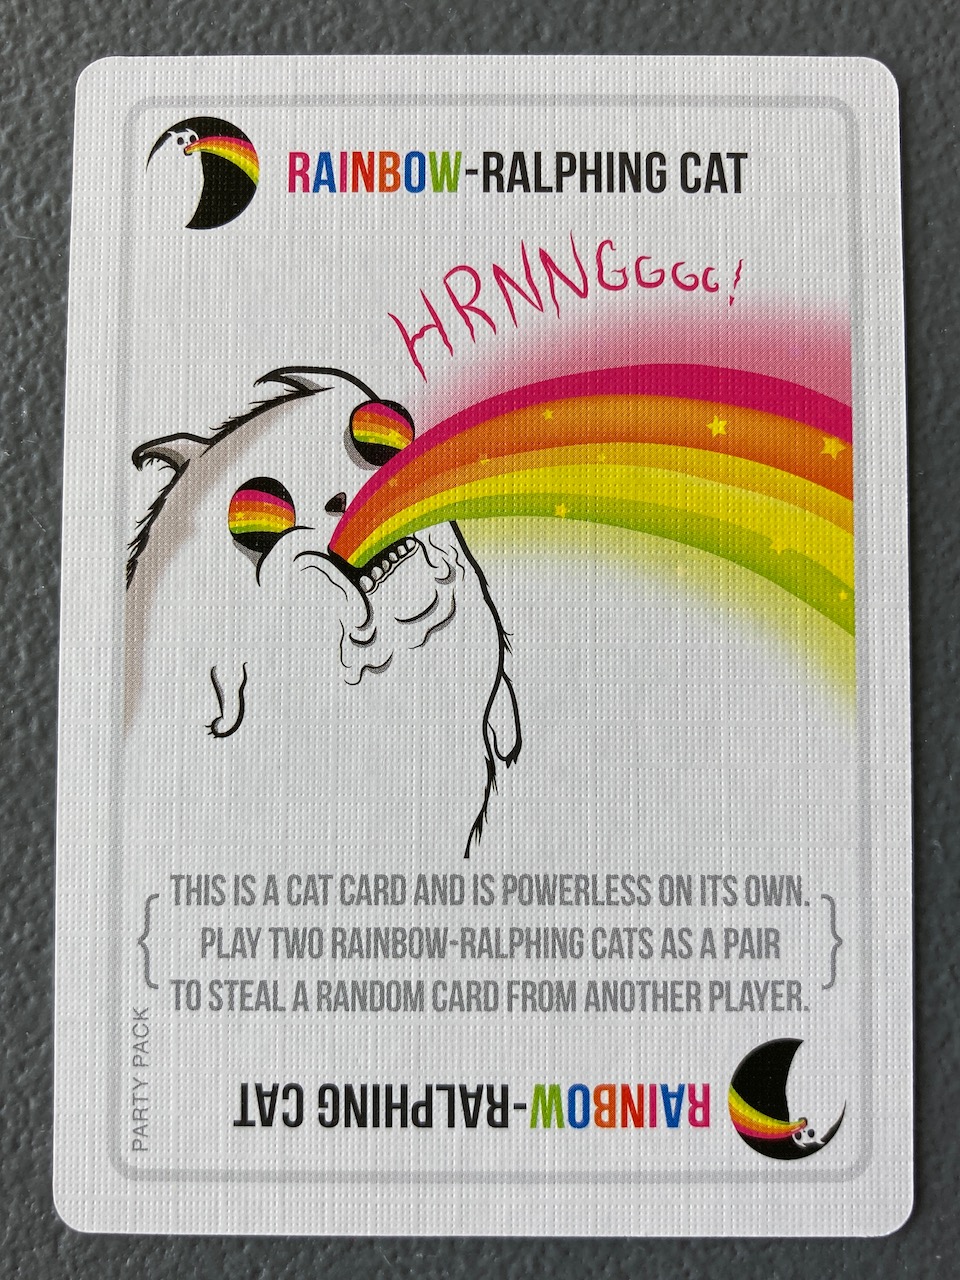 RAINBOW-RALPHING CAT
HRNNGGGG!
THIS IS A CAT CARD AND IS POWERLESS ON ITS OWN.
PLAY TWO RAINBOW-RALPHING CATS AS A PAIR
TO STEAL A RANDOM CARD FROM ANOTHER PLAYER.
PARTY PACK
RAINBOW-RALPHING CAT